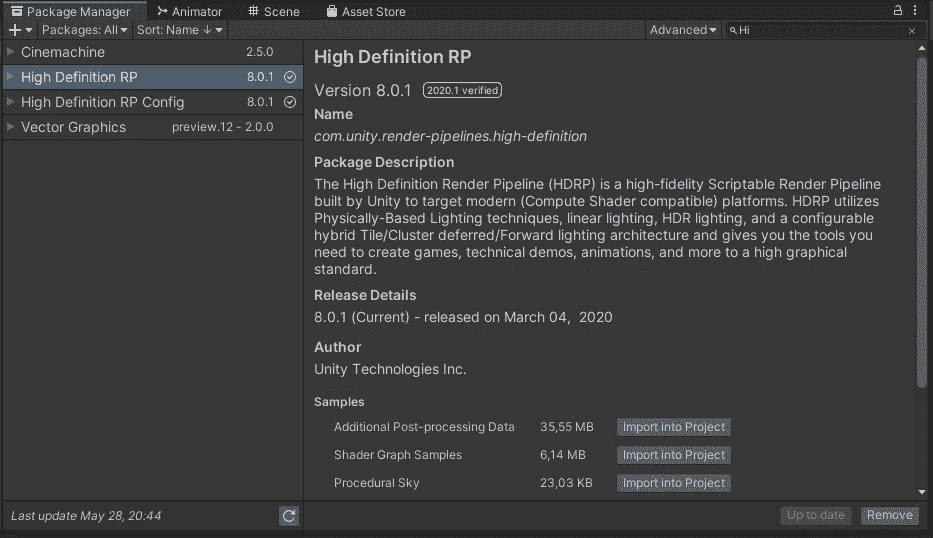 Package Manager Animator Scene Asset Store
Packages: All Sort: Name ↓ Advanced Hi
Cinemachine 2.5.0
High Definition RP 8.0.1
High Definition RP Config 8.0.1
Vector Graphics preview.12 - 2.0.0
High Definition RP
Version 8.0.1 2020.1 verified
Name
com.unity.render-pipelines.high-definition
Package Description
The High Definition Render Pipeline (HDRP) is a high-fidelity Scriptable Render Pipeline
built by Unity to target modern (Compute Shader compatible) platforms. HDRP utilizes
Physically-Based Lighting techniques, linear lighting, HDR lighting, and a configurable
hybrid Tile/Cluster deferred/Forward lighting architecture and gives you the tools you
need to create games, technical demos, animations, and more to a high graphical
standard.
Release Details
8.0.1 (Current) - released on March 04, 2020
Author
Unity Technologies Inc.
Samples
Additional Post-processing Data 35,55 MB Import into Project
Shader Graph Samples 6,14 MB Import into Project
Procedural Sky 23,03 KB Import into Project
Last update May 28, 20:44 Up to date Remove